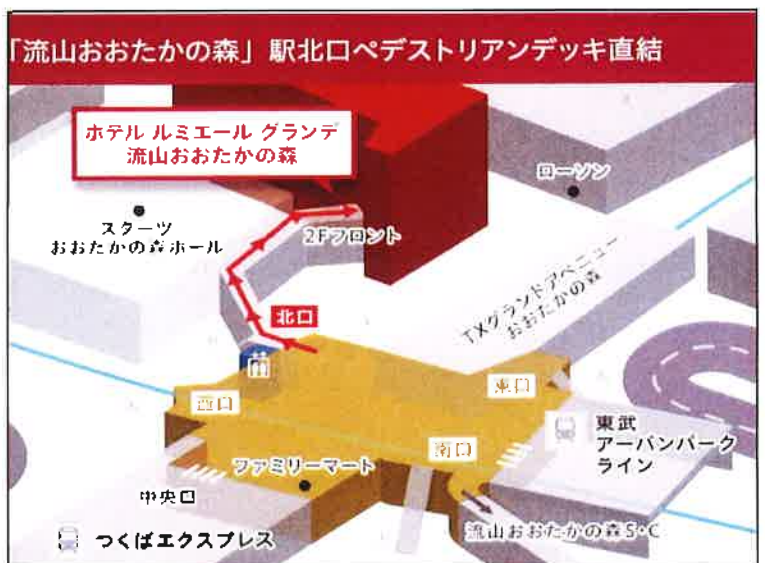 「流山おおたかの森」駅北口ペデストリアンデッキ直結
ホテル ルミエール グランデ
流山おおたかの森
ローソン
スターツ
おおたかの森ホール
2Fフロント
TXグランドアベニュー
おおたかの森
北口
東口
西口
南口
東武
アーバンパーク
ライン
ファミリーマート
中央口
流山おおたかの森S・C
つくばエクスプレス